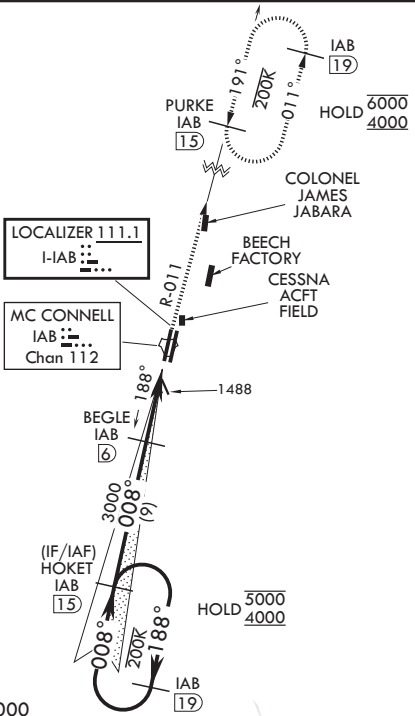 IAB
19
191°
200K
011°
HOLD 6000
4000
PURKE
IAB
15
COLONEL
JAMES
JABARA
LOCALIZER 111.1
I-IAB
R-011
BEECH
FACTORY
CESSNA
ACFT
FIELD
MC CONNELL
IAB
Chan 112
188°
1488
BEGLE
IAB
6
3000
008°
(9)
(IF/IAF)
HOKET
IAB
15
HOLD 5000
4000
008°
200K
188°
IAB
19